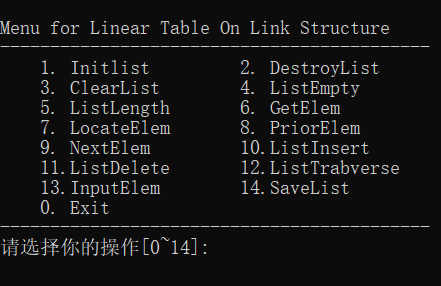 Menu for Linear Table On Link Structure
-------------------------------------------
1. Initlist 2. DestroyList
3. ClearList 4. ListEmpty
5. ListLength 6. GetElem
7. LocateElem 8. PriorElem
9. NextElem 10.ListInsert
11.ListDelete 12.ListTrabverse
13.InputElem 14.SaveList
0. Exit
-------------------------------------------
请选择你的操作[0~14]: